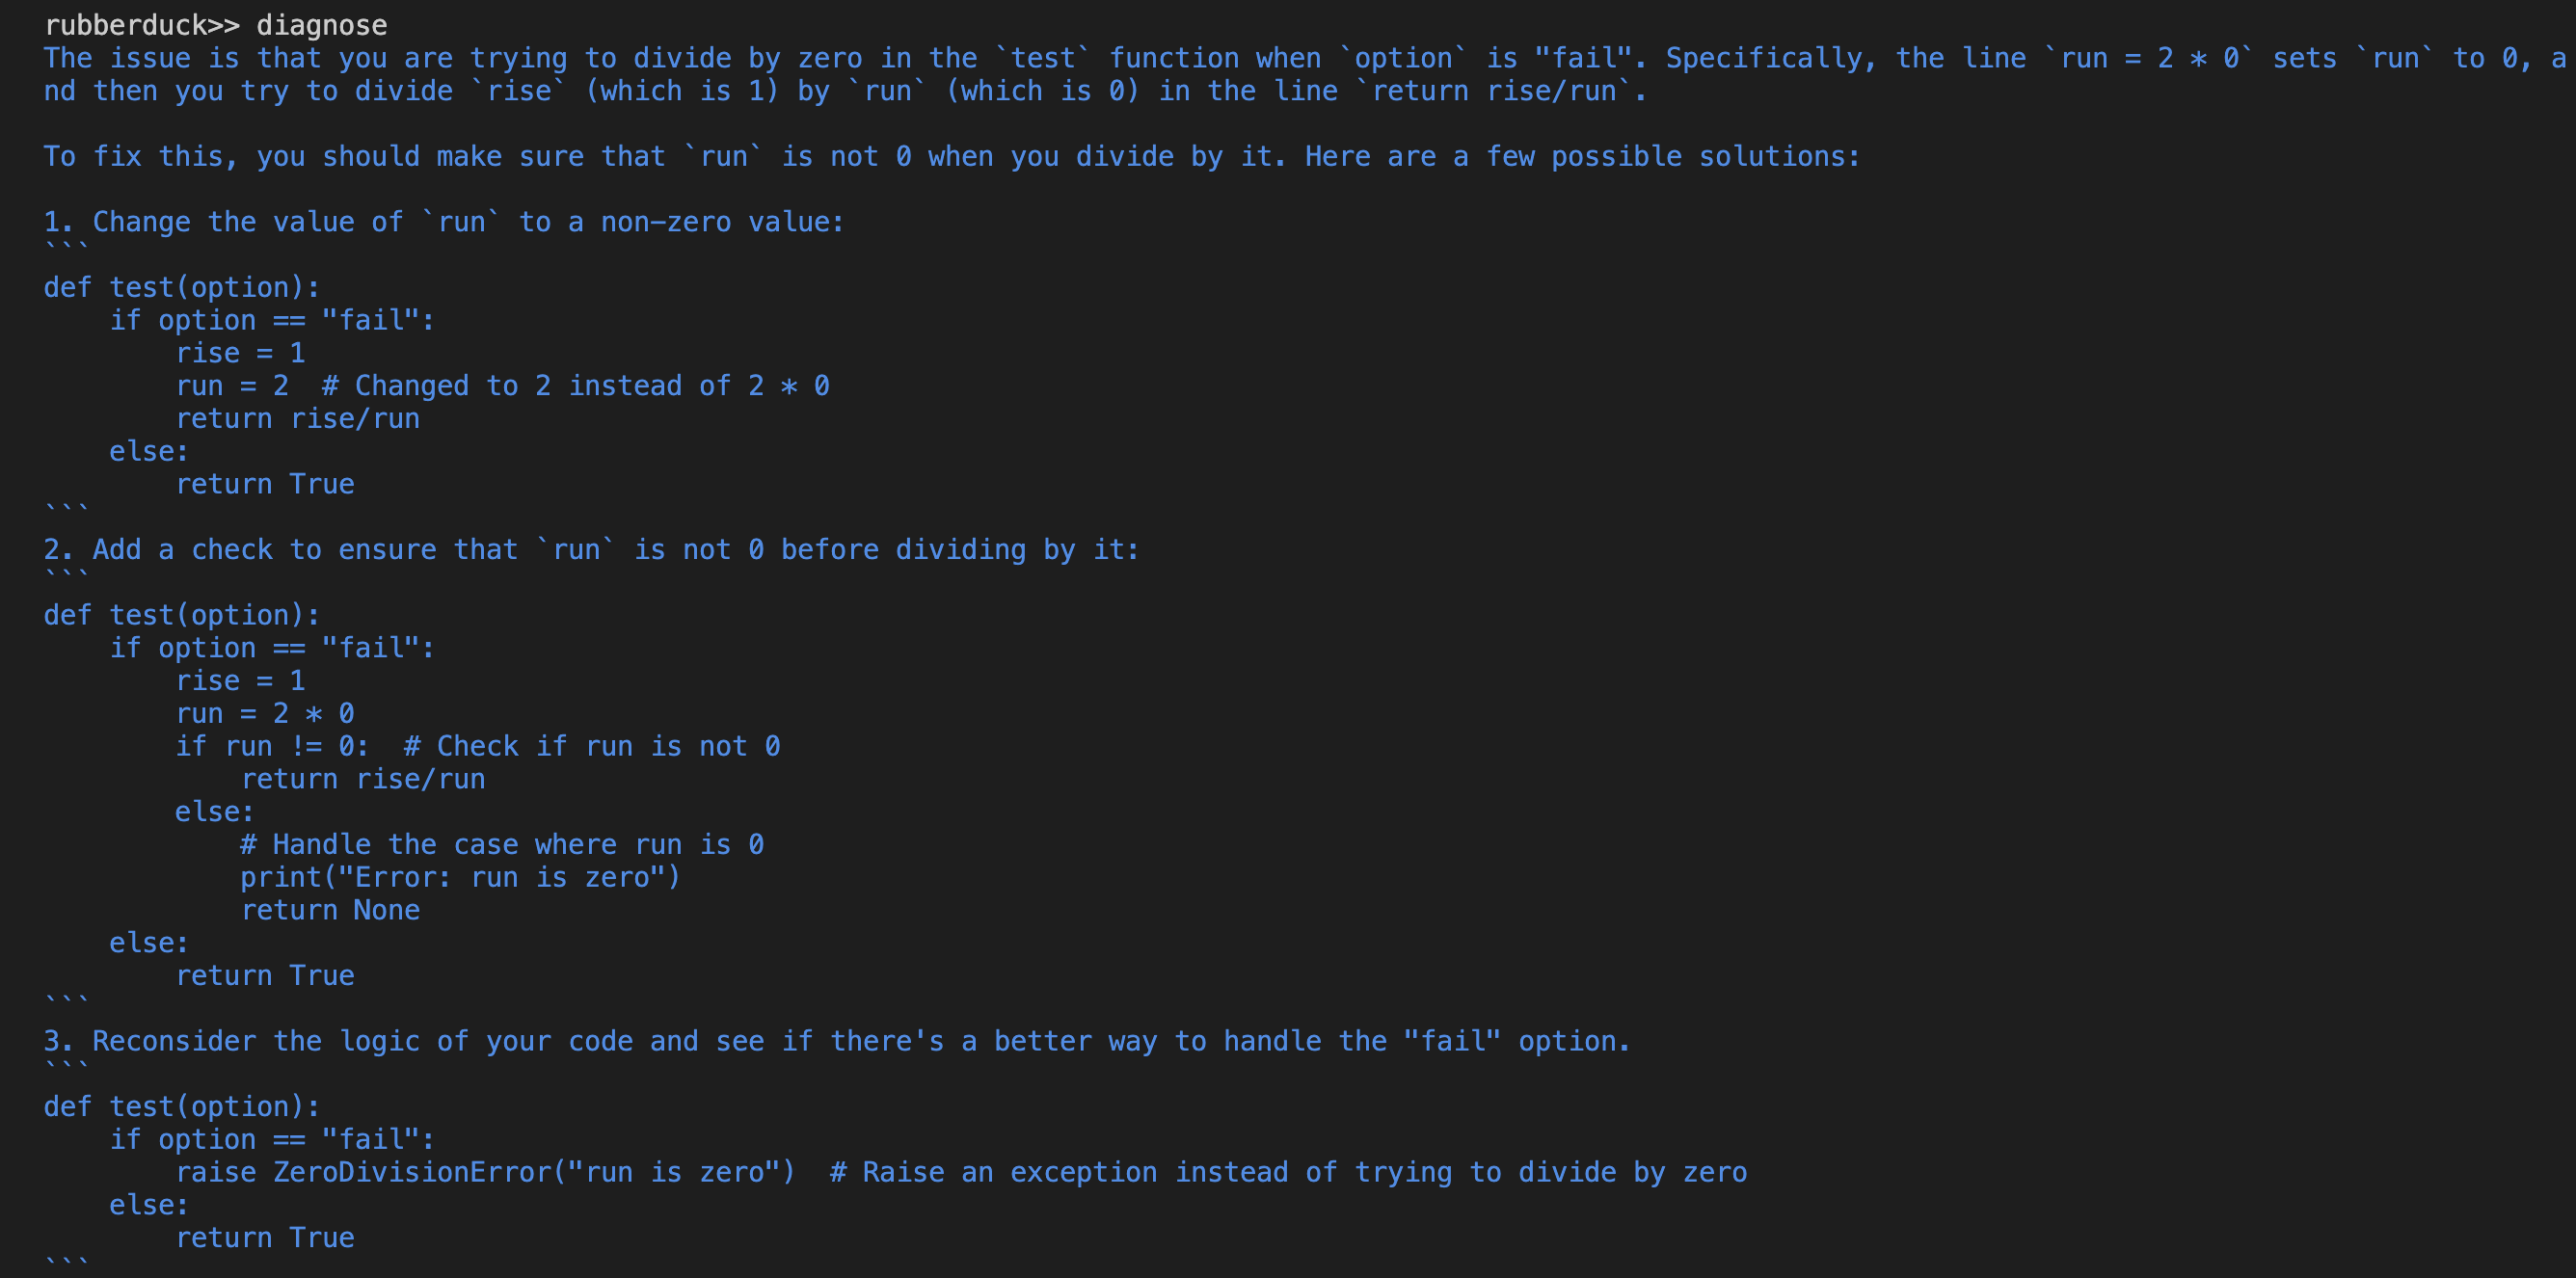 rubberduck>> diagnose
The issue is that you are trying to divide by zero in the `test` function when `option` is "fail". Specifically, the line `run = 2 * 0` sets `run` to 0, a
nd then you try to divide `rise` (which is 1) by `run` (which is 0) in the line `return rise/run`.

To fix this, you should make sure that `run` is not 0 when you divide by it. Here are a few possible solutions:

1. Change the value of `run` to a non-zero value:
```
def test(option):
    if option == "fail":
        rise = 1
        run = 2  # Changed to 2 instead of 2 * 0
        return rise/run
    else:
        return True
```
2. Add a check to ensure that `run` is not 0 before dividing by it:
```
def test(option):
    if option == "fail":
        rise = 1
        run = 2 * 0
        if run != 0:  # Check if run is not 0
            return rise/run
        else:
            # Handle the case where run is 0
            print("Error: run is zero")
            return None
    else:
        return True
```
3. Reconsider the logic of your code and see if there's a better way to handle the "fail" option.
```
def test(option):
    if option == "fail":
        raise ZeroDivisionError("run is zero")  # Raise an exception instead of trying to divide by zero
    else:
        return True
```